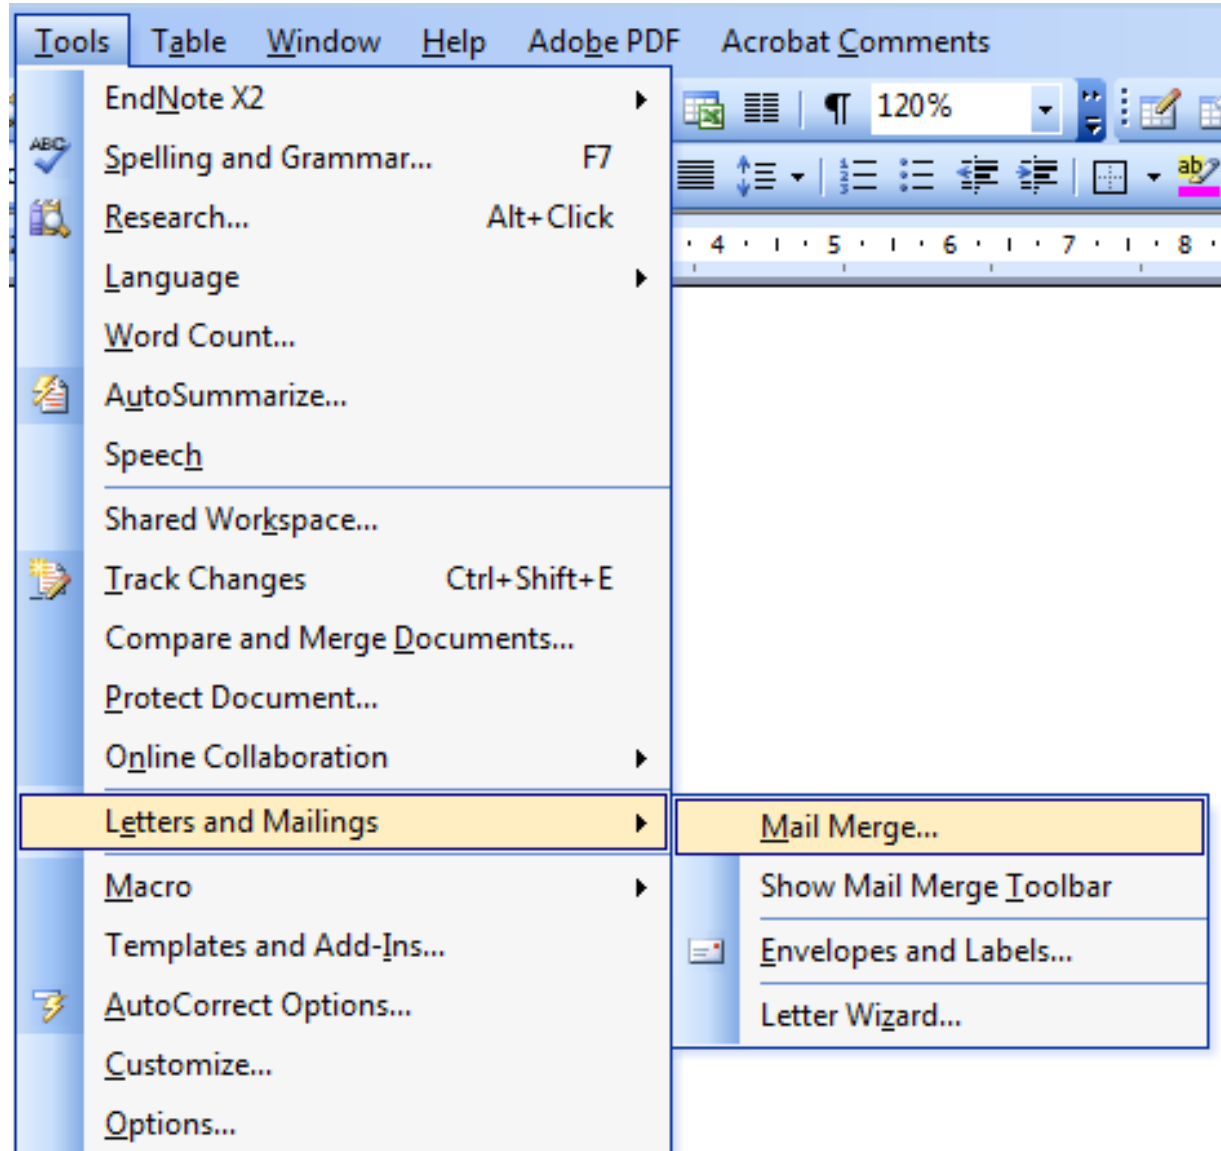 Tools Table Window Help Adobe PDF Acrobat Comments
EndNote X2
120%
ABC
Spelling and Grammar... F7
ab
Research... Alt+Click
4 5 6 7 8
Language
Word Count...
AutoSummarize...
Speech
Shared Workspace...
Track Changes Ctrl+Shift+E
Compare and Merge Documents...
Protect Document...
Online Collaboration
Letters and Mailings
Mail Merge...
Macro
Show Mail Merge Toolbar
Templates and Add-Ins...
Envelopes and Labels...
AutoCorrect Options...
Letter Wizard...
Customize...
Options...